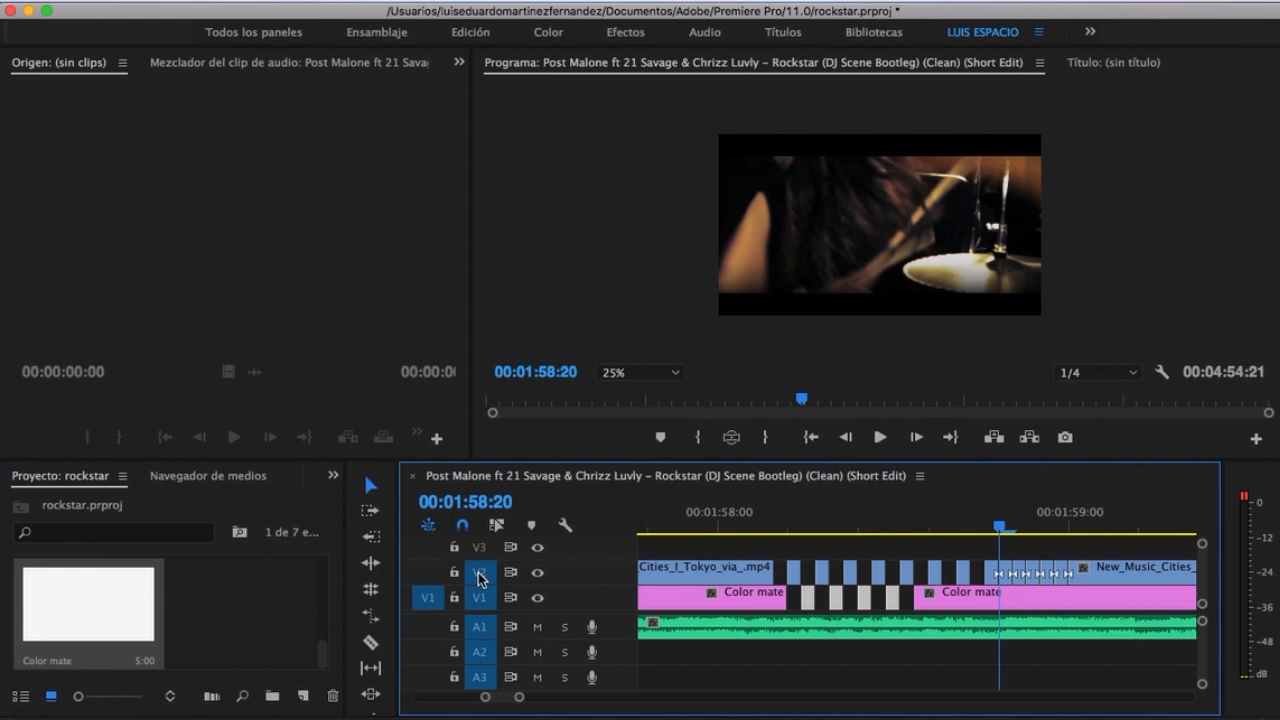 /Usuarios/luiseduardomartinezfernandez/Documentos/Adobe/Premiere Pro/11.0/rockstar.prproj *
Todos los paneles Ensamblaje Edición Color Efectos Audio Títulos Bibliotecas LUIS ESPACIO
Origen: (sin clips) Mezclador del clip de audio: Post Malone ft 21 Sava
Programa: Post Malone ft 21 Savage & Chrizz Luvly – Rockstar (DJ Scene Bootleg) (Clean) (Short Edit) Título: (sin título)
00:00:00:00 00:00:0
00:01:58:20 25% 1/4 00:04:54:21
Proyecto: rockstar Navegador de medios
rockstar.prproj
1 de 7 e...
Color mate 5:00
× Post Malone ft 21 Savage & Chrizz Luvly – Rockstar (DJ Scene Bootleg) (Clean) (Short Edit)
00:01:58:20
00:01:58:00 00:01:59:00
V3
Cities_I_Tokyo_via_.mp4 New_Music_Cities_
V1 V1 Color mate Color mate
A1 M S
A2 M S
A3 M S
0
-12
-24
-36
-48
dB